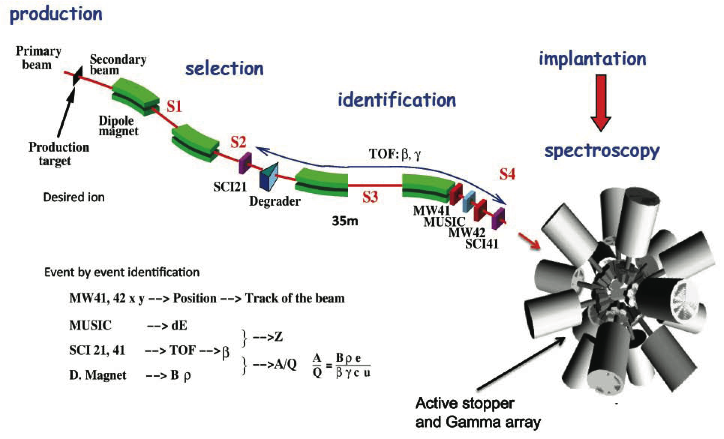 production
Primary
beam
Secondary
beam
selection
implantation
identification
S1
Dipole
magnet
Production
target
S2
TOF: β, γ
S4
spectroscopy
SCI21
Degrader
S3
Desired ion
35m
MW41
MUSIC
MW42
SCI41
Event by event identification
MW41, 42 x y --> Position --> Track of the beam
MUSIC --> dE
} -->Z
SCI 21, 41 --> TOF -->β
} -->A/Q A/Q = Bρe/βγcu
D. Magnet --> B ρ
Active stopper
and Gamma array